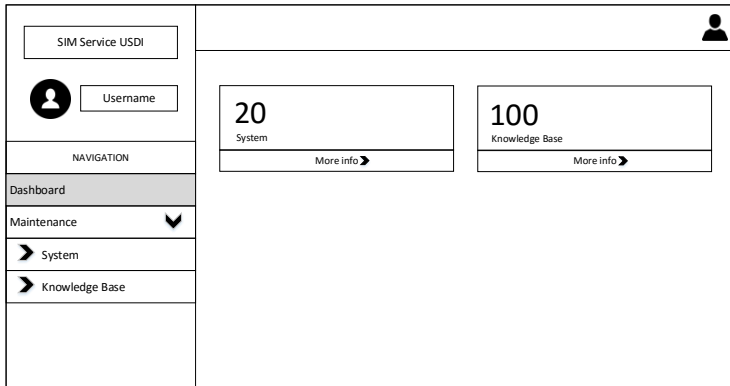 SIM Service USDI
Username
NAVIGATION
Dashboard
Maintenance
System
Knowledge Base
20
System
More info
100
Knowledge Base
More info